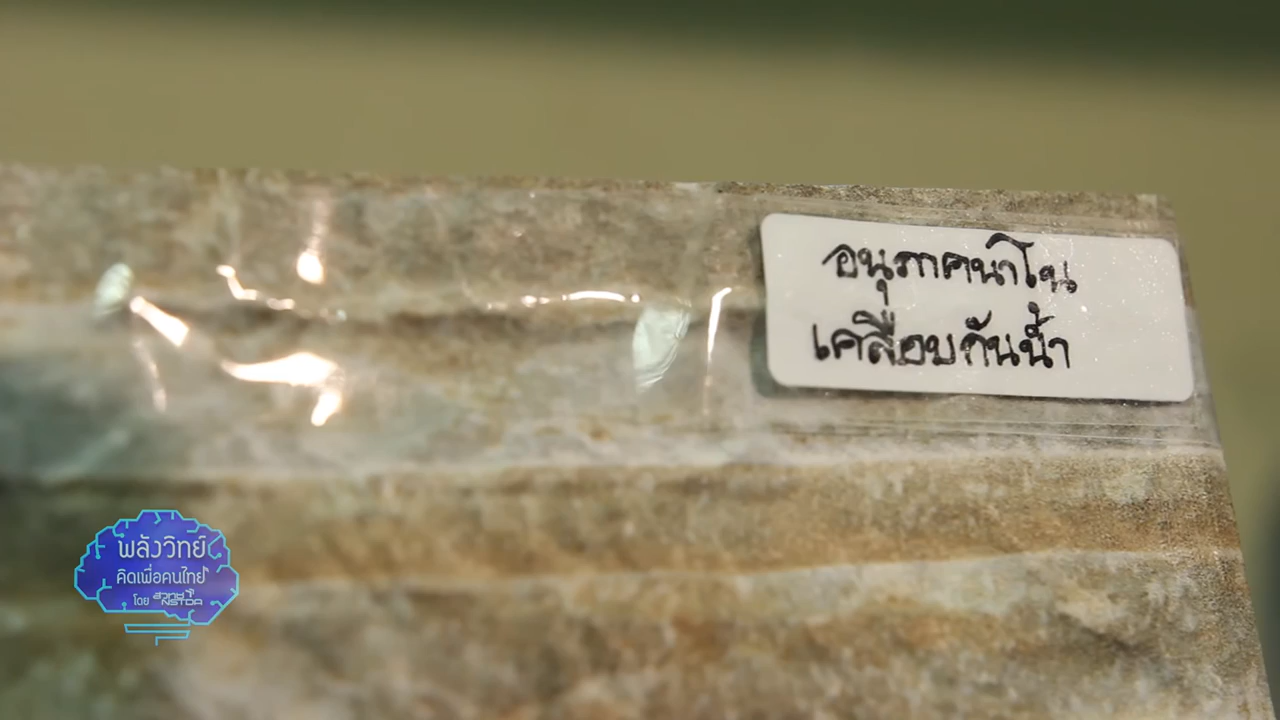 อนุภาคนาโน
เคลือบกันน้ำ
พลังวิทย์
คิดเพื่อคนไทย
โดย สวทช NSTDA